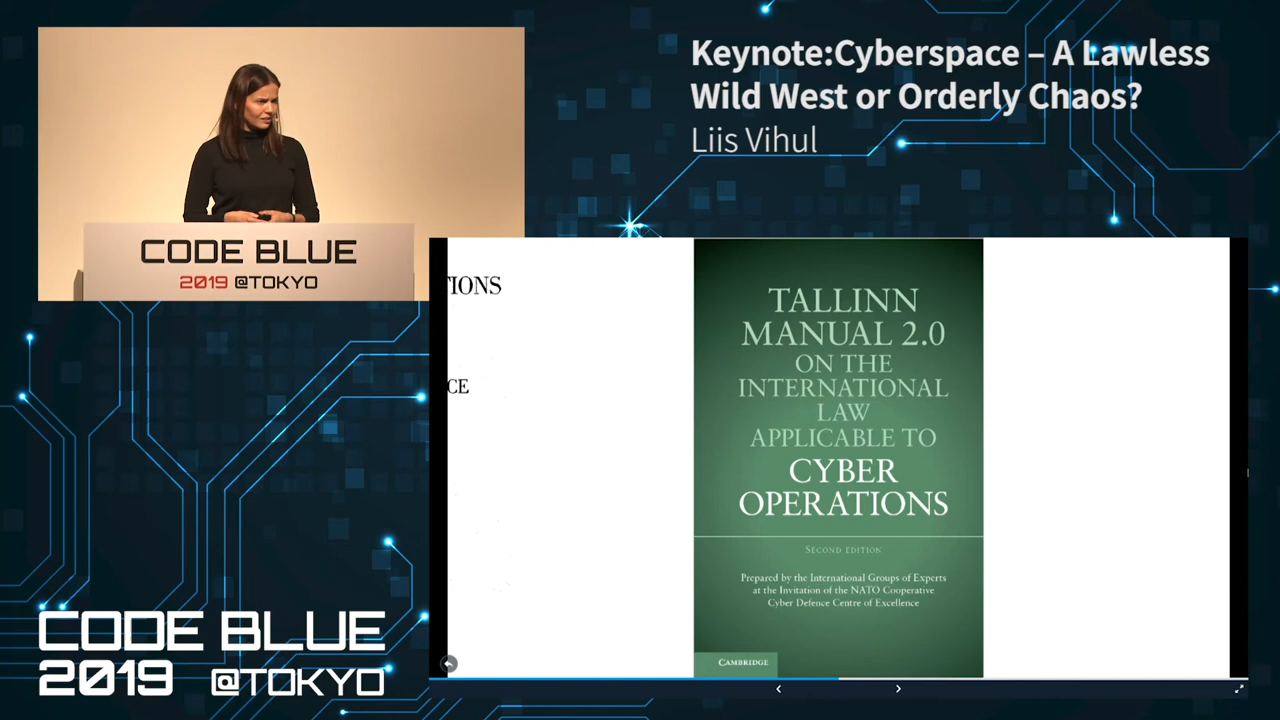 Keynote:Cyberspace – A Lawless
Wild West or Orderly Chaos?
Liis Vihul
CODE BLUE
2019 @TOKYO
TIONS
CE
TALLINN
MANUAL 2.0
ON THE
INTERNATIONAL
LAW
APPLICABLE TO
CYBER
OPERATIONS
SECOND EDITION
Prepared by the International Groups of Experts
at the Invitation of the NATO Cooperative
Cyber Defence Centre of Excellence
CAMBRIDGE
CODE BLUE
2019 @TOKYO